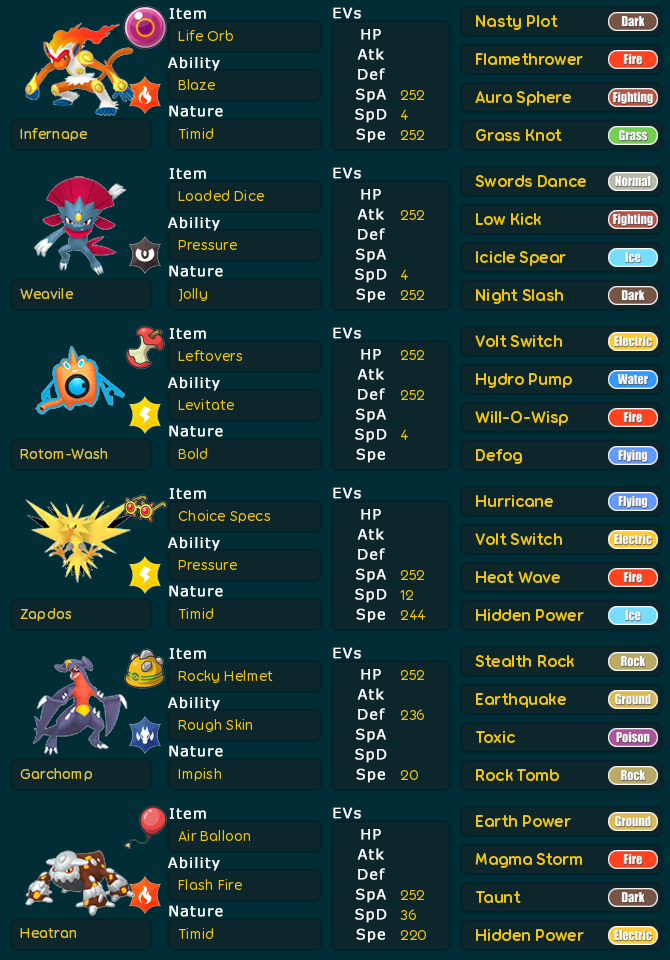 Item
Life Orb
Ability
Blaze
Nature
Timid
Infernape
EVs
HP
Atk
Def
SpA 252
SpD 4
Spe 252
Nasty Plot Dark
Flamethrower Fire
Aura Sphere Fighting
Grass Knot Grass
Item
Loaded Dice
Ability
Pressure
Nature
Jolly
Weavile
EVs
HP
Atk 252
Def
SpA
SpD 4
Spe 252
Swords Dance Normal
Low Kick Fighting
Icicle Spear Ice
Night Slash Dark
Item
Leftovers
Ability
Levitate
Nature
Bold
Rotom-Wash
EVs
HP 252
Atk
Def 252
SpA
SpD 4
Spe
Volt Switch Electric
Hydro Pump Water
Will-O-Wisp Fire
Defog Flying
Item
Choice Specs
Ability
Pressure
Nature
Timid
Zapdos
EVs
HP
Atk
Def
SpA 252
SpD 12
Spe 244
Hurricane Flying
Volt Switch Electric
Heat Wave Fire
Hidden Power Ice
Item
Rocky Helmet
Ability
Rough Skin
Nature
Impish
Garchomp
EVs
HP 252
Atk
Def 236
SpA
SpD
Spe 20
Stealth Rock Rock
Earthquake Ground
Toxic Poison
Rock Tomb Rock
Item
Air Balloon
Ability
Flash Fire
Nature
Timid
Heatran
EVs
HP
Atk
Def
SpA 252
SpD 36
Spe 220
Earth Power Ground
Magma Storm Fire
Taunt Dark
Hidden Power Electric